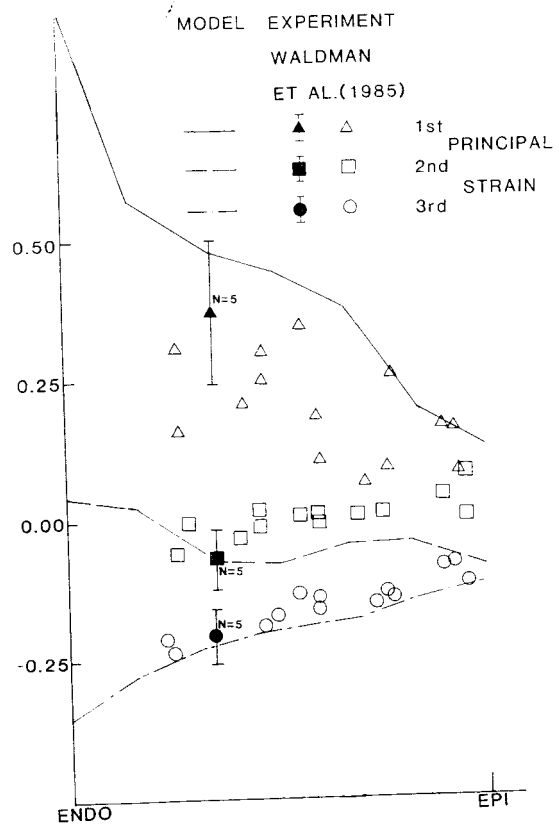 MODEL EXPERIMENT
WALDMAN
ET AL.(1985)
1st
PRINCIPAL
2nd
STRAIN
3rd
0.50
N=5
0.25
0.00
N=5
N=5
-0.25
ENDO
EPI